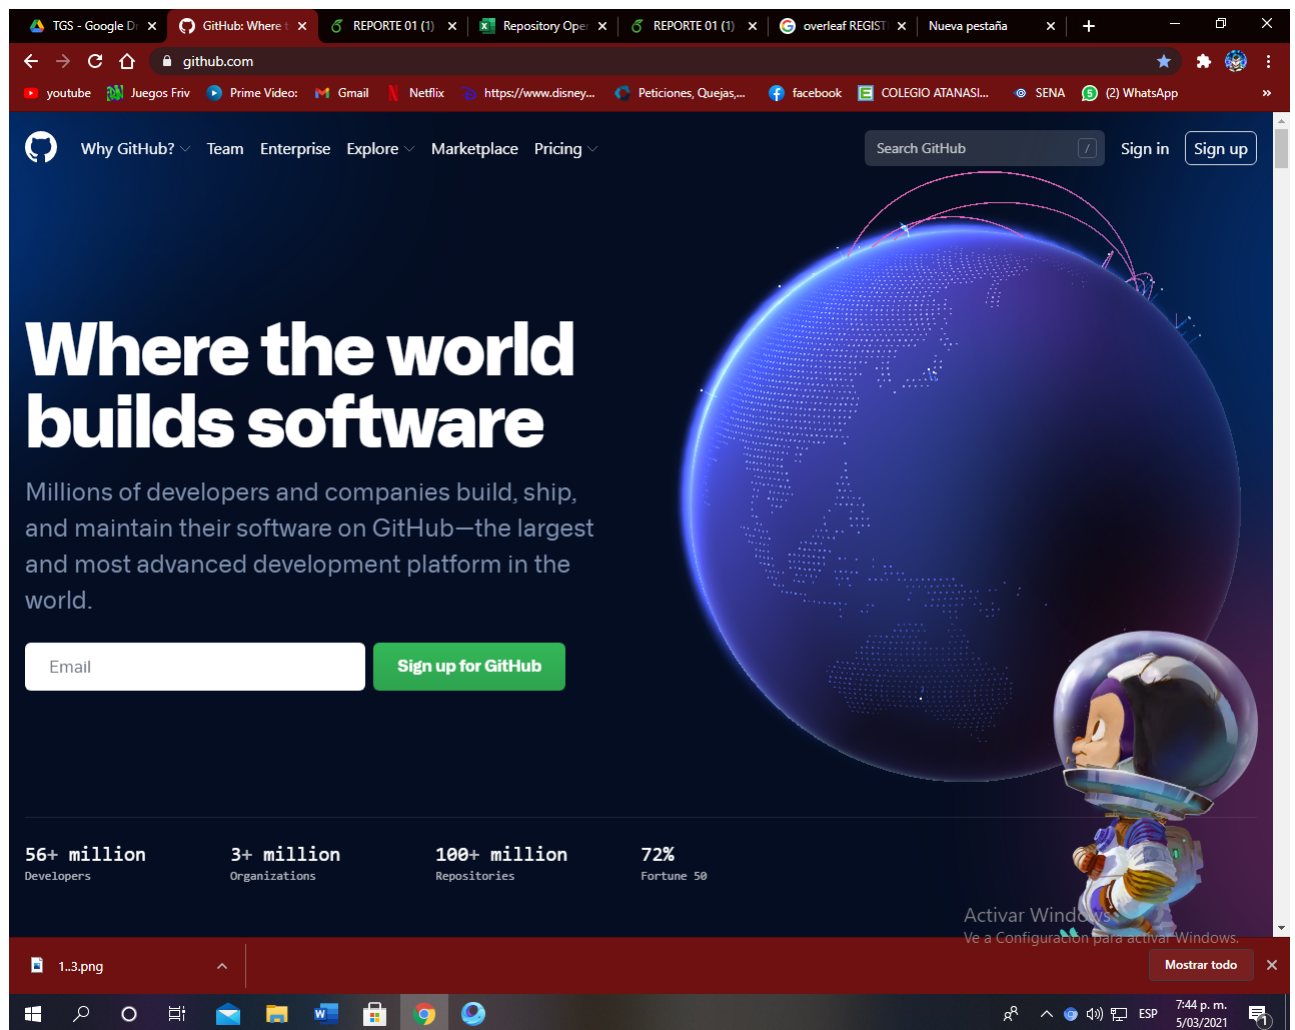 TGS - Google Dr
GitHub: Where t
REPORTE 01 (1)
Repository Oper
REPORTE 01 (1)
overleaf REGIST
Nueva pestaña
github.com
youtube
Juegos Friv
Prime Video:
Gmail
Netflix
https://www.disney...
Peticiones, Quejas,...
facebook
COLEGIO ATANASI...
SENA
(2) WhatsApp
»
Why GitHub?
Team
Enterprise
Explore
Marketplace
Pricing
Search GitHub
/
Sign in
Sign up
Where the world
builds software
Millions of developers and companies build, ship,
and maintain their software on GitHub—the largest
and most advanced development platform in the
world.
Email
Sign up for GitHub
56+ million
Developers
3+ million
Organizations
100+ million
Repositories
72%
Fortune 50
Activar Windows
Ve a Configuración para activar Windows.
1..3.png
Mostrar todo
ESP
7:44 p. m.
5/03/2021
1